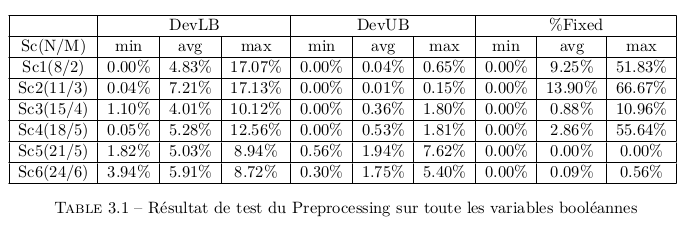 DevLB DevUB %Fixed
Sc(N/M) min avg max min avg max min avg max
Sc1(8/2) 0.00% 4.83% 17.07% 0.00% 0.04% 0.65% 0.00% 9.25% 51.83%
Sc2(11/3) 0.04% 7.21% 17.13% 0.00% 0.01% 0.15% 0.00% 13.90% 66.67%
Sc3(15/4) 1.10% 4.01% 10.12% 0.00% 0.36% 1.80% 0.00% 0.88% 10.96%
Sc4(18/5) 0.05% 5.28% 12.56% 0.00% 0.53% 1.81% 0.00% 2.86% 55.64%
Sc5(21/5) 1.82% 5.03% 8.94% 0.56% 1.94% 7.62% 0.00% 0.00% 0.00%
Sc6(24/6) 3.94% 5.91% 8.72% 0.30% 1.75% 5.40% 0.00% 0.09% 0.56%
TABLE 3.1 – Résultat de test du Preprocessing sur toute les variables booléannes